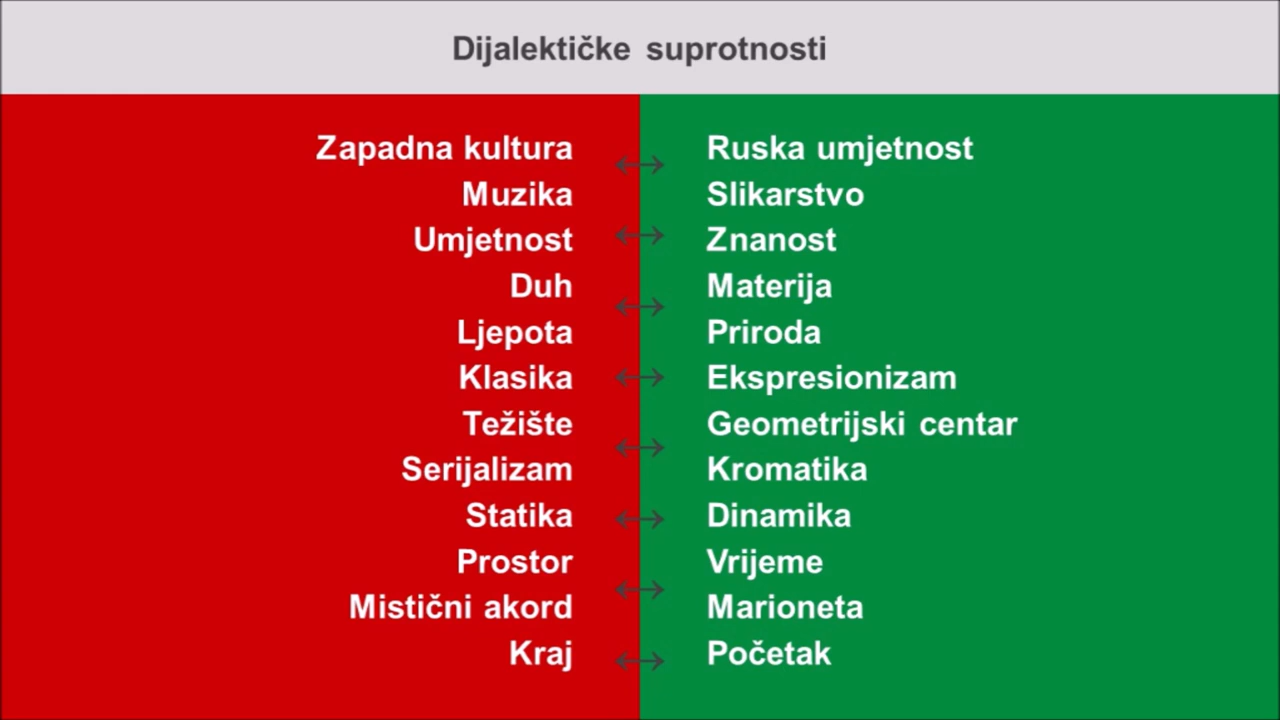 Dijalektičke suprotnosti
Zapadna kultura ↔ Ruska umjetnost
Muzika Slikarstvo
Umjetnost ↔ Znanost
Duh ↔ Materija
Ljepota Priroda
Klasika ↔ Ekspresionizam
Težište ↔ Geometrijski centar
Serijalizam Kromatika
Statika ↔ Dinamika
Prostor ↔ Vrijeme
Mistični akord Marioneta
Kraj ↔ Početak